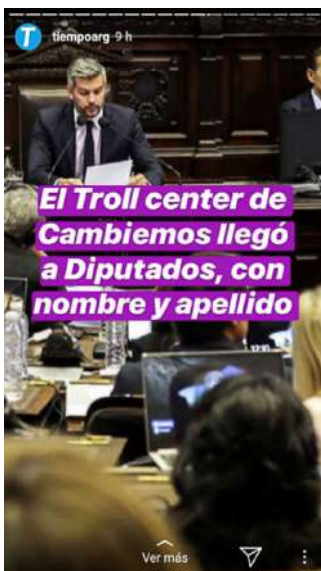 T
tiempoarg 9 h
El Troll center de
Cambiemos llegó
a Diputados, con
nombre y apellido
Ver más